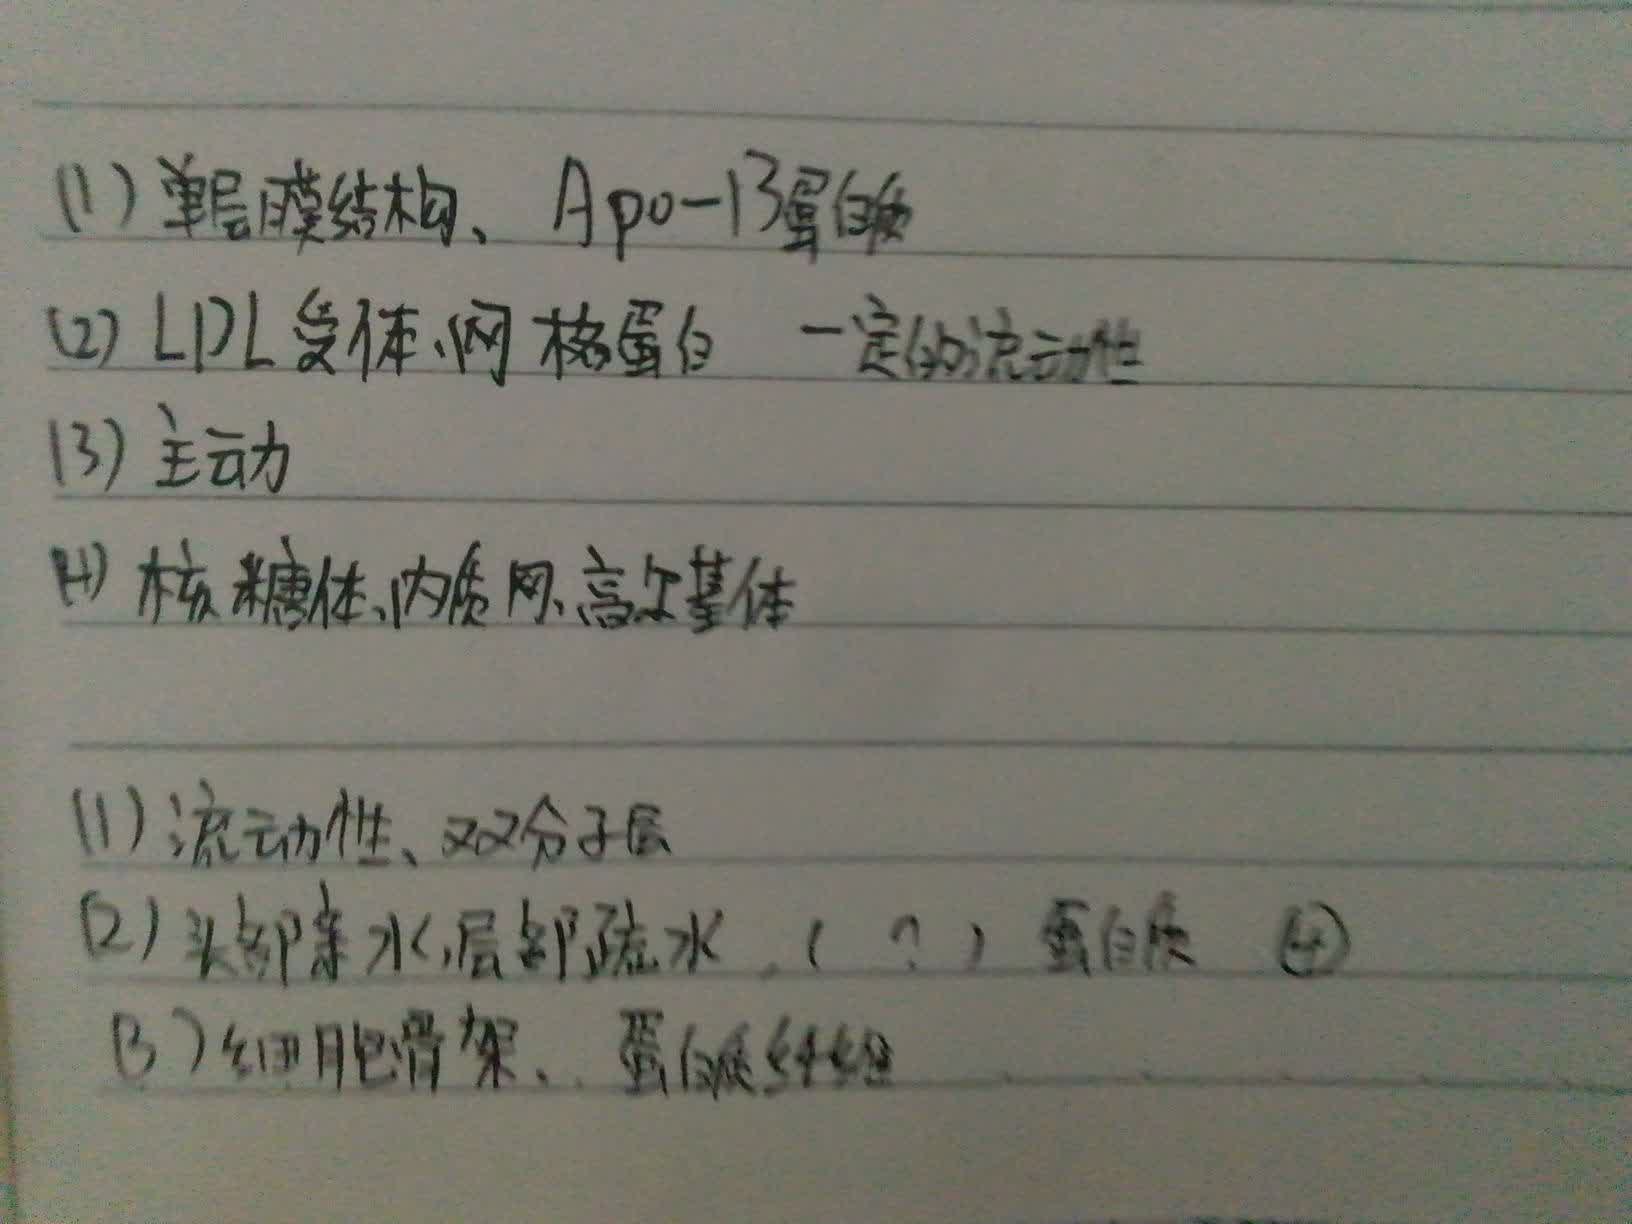 (1) 单层膜结构、Apo-B蛋白质
(2) LDL受体、网格蛋白 一定的流动性
(3) 主动
(4) 核糖体、内质网、高尔基体
(1) 流动性、双分子层
(2) 头部亲水,尾部疏水.( ? ) 蛋白质 ④
(3) 细胞骨架、蛋白质纤维